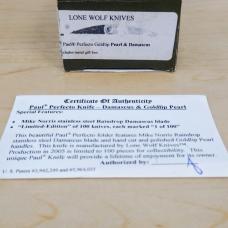 LONE WOLF KNIVES
Paul® Perfecto Goldlip Pearl & Damascus
Certificate Of Authenticity
Paul® Perfecto Knife - Damascus & Goldlip Pearl
Special Features:
• Mike Norris stainless steel Raindrop Damascus blade
• "Limited-Edition" of 100 knives, each marked "1 of 100"
This beautiful Paul® Perfecto folder features Mike Norris Raindrop
stainless steel Damascus blade and hand cut and polished Goldlip Pearl
handles. This knife is manufactured by Lone Wolf Knives™.
Production in 2005 is limited to 100 pieces for collectibility. This
unique Paul® Knife will provide a lifetime of enjoyment for its owner.
Authorized by:
U. S. Patent